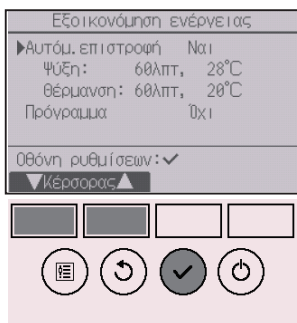 Εξοικονόμηση ενέργειας
▶Αυτόμ.επιστροφή Ναι
Ψύξη: 60λπτ, 28°C
Θέρμανση: 60λπτ, 20°C
Πρόγραμμα Όχι
Οθόνη ρυθμίσεων:✔
▼Κέρσορας▲